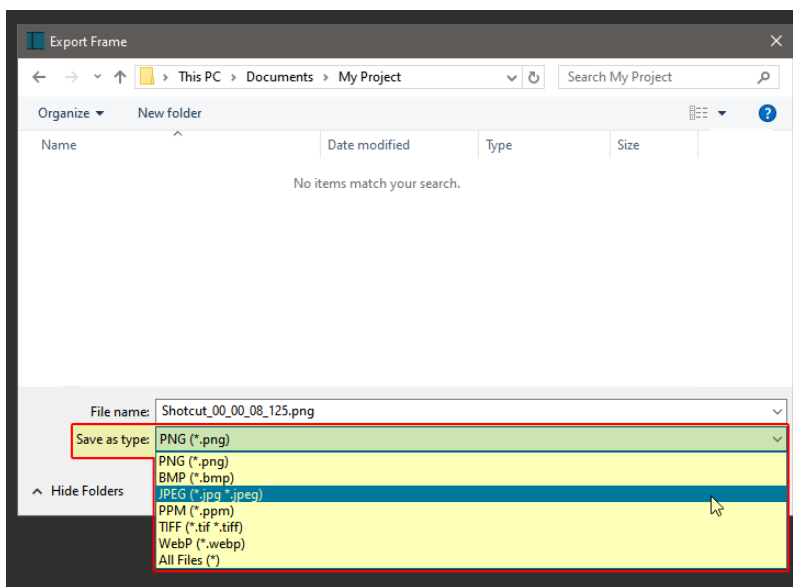 Export Frame
This PC > Documents > My Project
Search My Project
Organize New folder
?
Name Date modified Type Size
No items match your search.
File name: Shotcut_00_00_08_125.png
Save as type: PNG (*.png)
PNG (*.png)
BMP (*.bmp)
JPEG (*.jpg *.jpeg)
Hide Folders
PPM (*.ppm)
TIFF (*.tif *.tiff)
WebP (*.webp)
All Files (*)